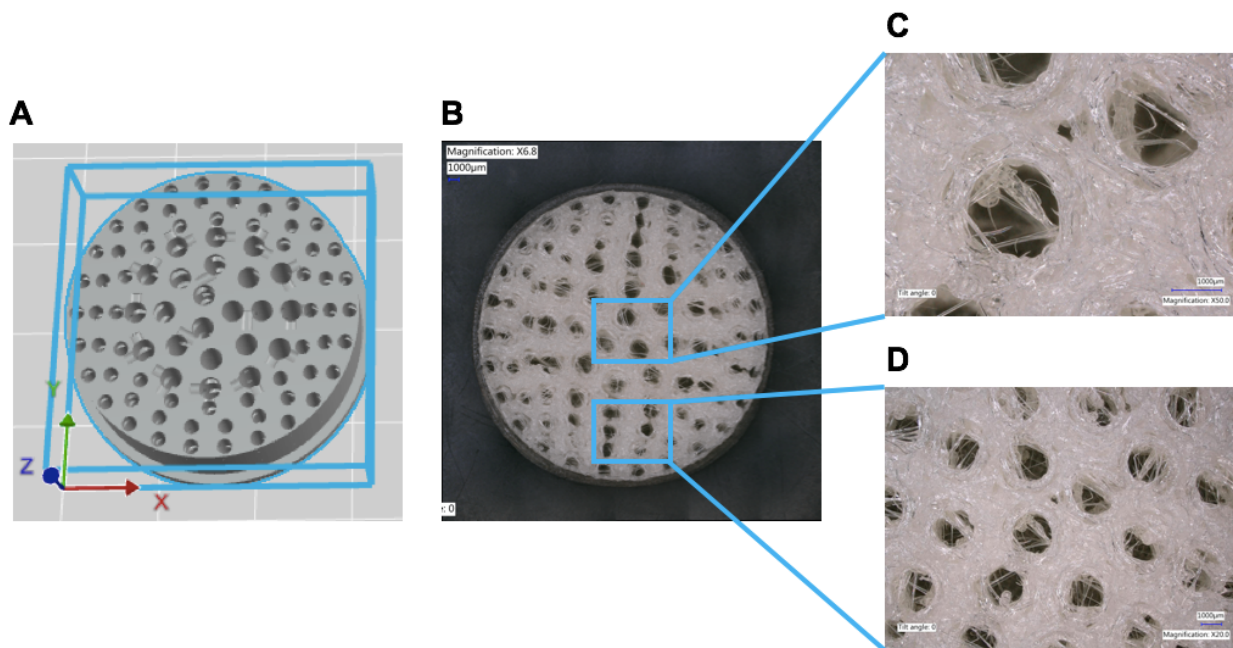 A
Y
Z
X
B
Magnification: X6.8
1000μm
e: 0
C
Tilt angle: 0
1000μm
Magnification: X50.0
D
Tilt angle: 0
1000μm
Magnification: X20.0